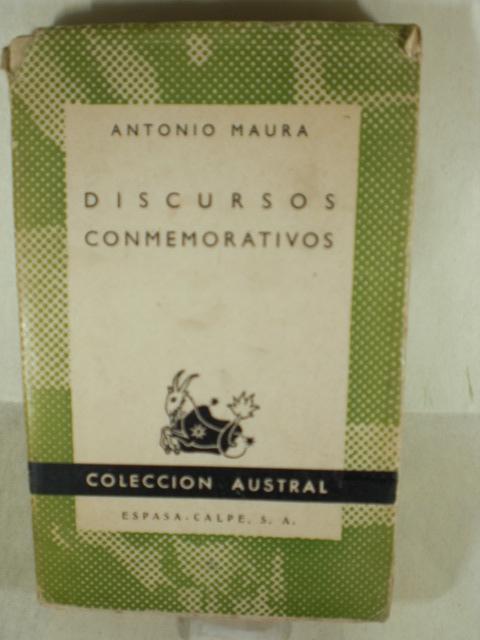 ANTONIO MAURA
DISCURSOS
CONMEMORATIVOS
COLECCION AUSTRAL
ESPASA-CALPE, S. A.